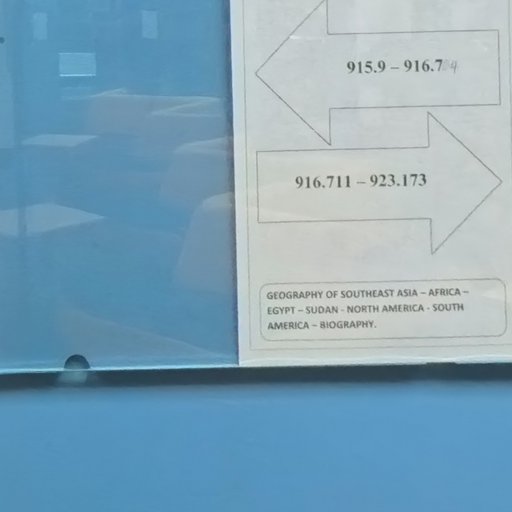 915.9 – 916.704
916.711 – 923.173
GEOGRAPHY OF SOUTHEAST ASIA – AFRICA –
EGYPT – SUDAN - NORTH AMERICA - SOUTH
AMERICA – BIOGRAPHY.